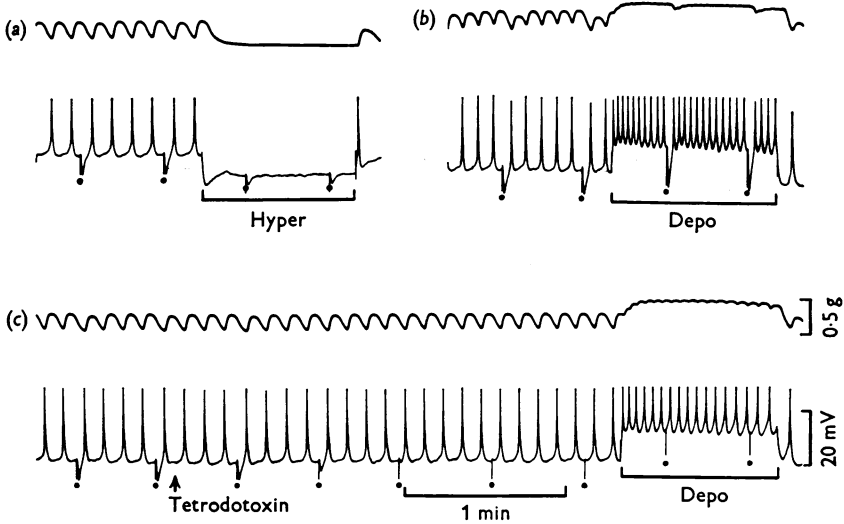 (a)
(b)
Hyper
Depo
(c)
0·5 g
20 mV
Tetrodotoxin
1 min
Depo